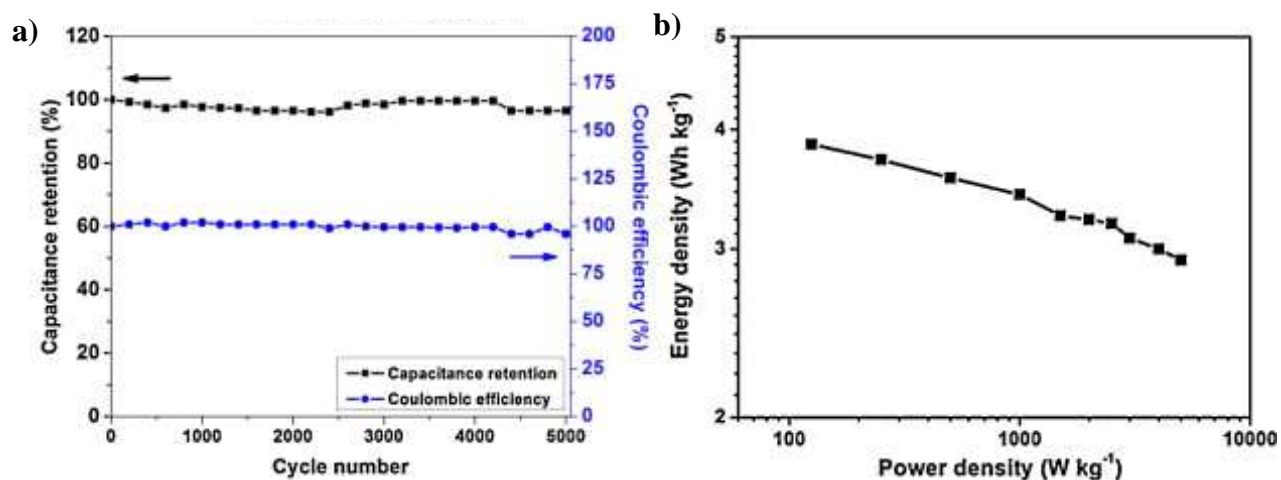 a)
120
100
80
60
40
20
0
Capacitance retention (%)
200
175
150
125
100
75
50
25
0
Coulombic efficiency (%)
Capacitance retention
Coulombic efficiency
0 1000 2000 3000 4000 5000
Cycle number
b)
5
4
3
2
Energy density (Wh kg⁻¹)
100 1000 10000
Power density (W kg⁻¹)